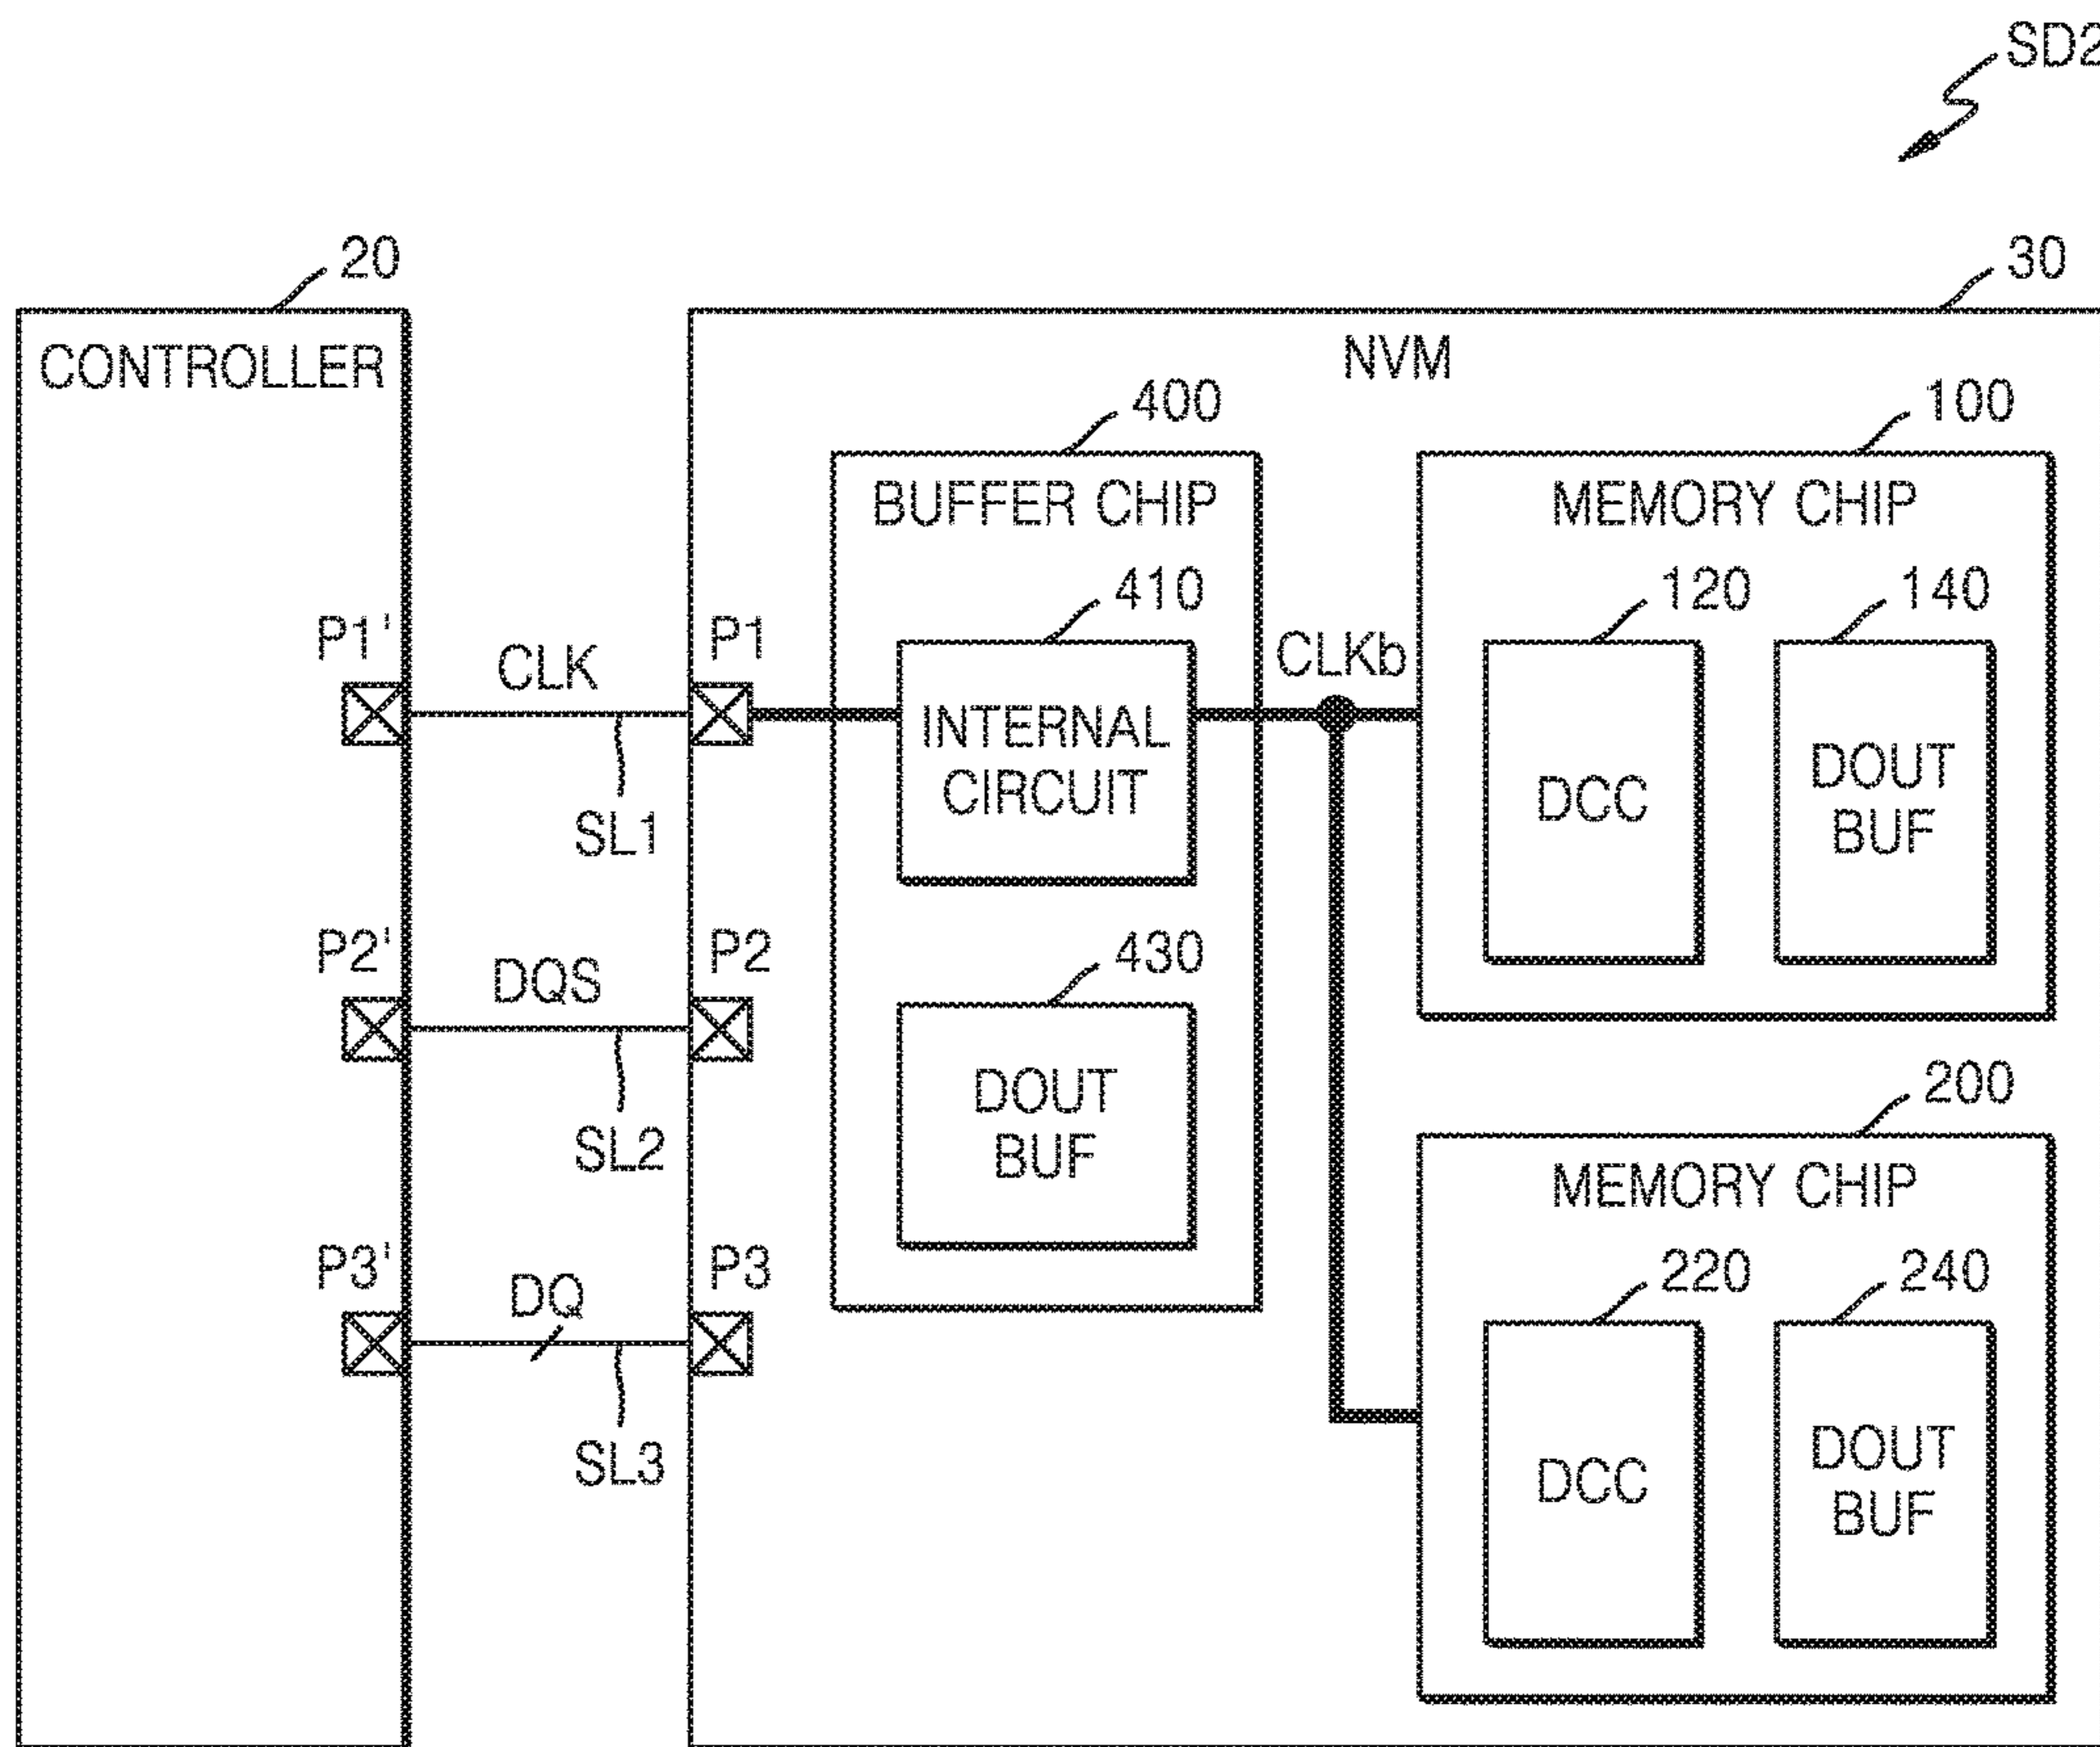 SD2
20
30
CONTROLLER
NVM
400
100
BUFFER CHIP
MEMORY CHIP
410
120
140
P1'
CLK
P1
CLKb
INTERNAL
CIRCUIT
DCC
DOUT
BUF
SL1
P2'
DQS
P2
430
DOUT
BUF
SL2
200
MEMORY CHIP
P3'
DQ
P3
220
240
SL3
DCC
DOUT
BUF